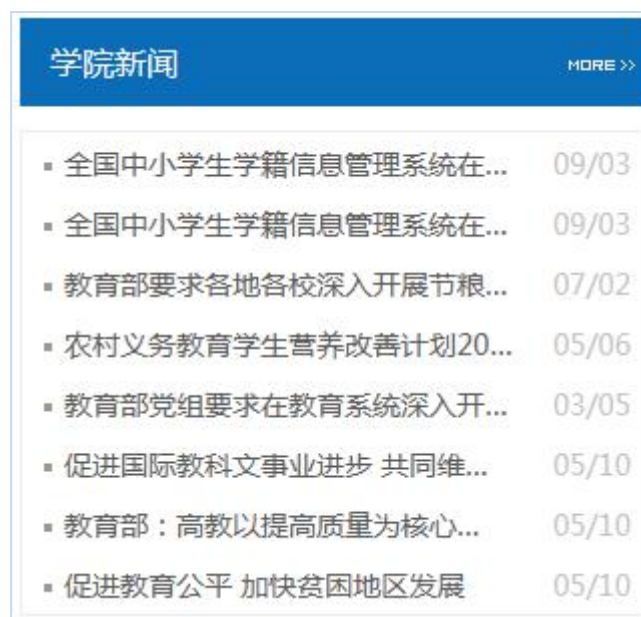 学院新闻 MORE >>
全国中小学生学籍信息管理系统在... 09/03
全国中小学生学籍信息管理系统在... 09/03
教育部要求各地各校深入开展节粮... 07/02
农村义务教育学生营养改善计划20... 05/06
教育部党组要求在教育系统深入开... 03/05
促进国际教科文事业进步 共同维... 05/10
教育部：高教以提高质量为核心... 05/10
促进教育公平 加快贫困地区发展 05/10